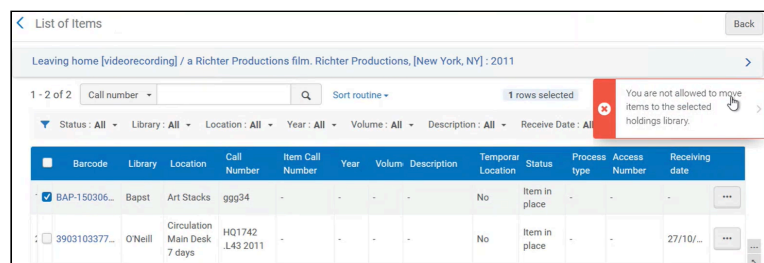 List of Items
Back
Leaving home [videorecording] / a Richter Productions film. Richter Productions, [New York, NY] : 2011
1 - 2 of 2 Call number Sort routine 1 rows selected
You are not allowed to move
items to the selected
holdings library.
Status : All Library : All Location : All Year : All Volume : All Description : All Receive Date : All
Barcode Library Location Call Number Item Call Number Year Volum Description Temporar Location Status Process type Access Number Receiving date
1 BAP-150306... Bapst Art Stacks ggg34 - - - - No Item in place - - - ...
3903103377... O'Neill Circulation Main Desk 7 days HQ1742 .L43 2011 - - - - No Item in place - - 27/10/... ...